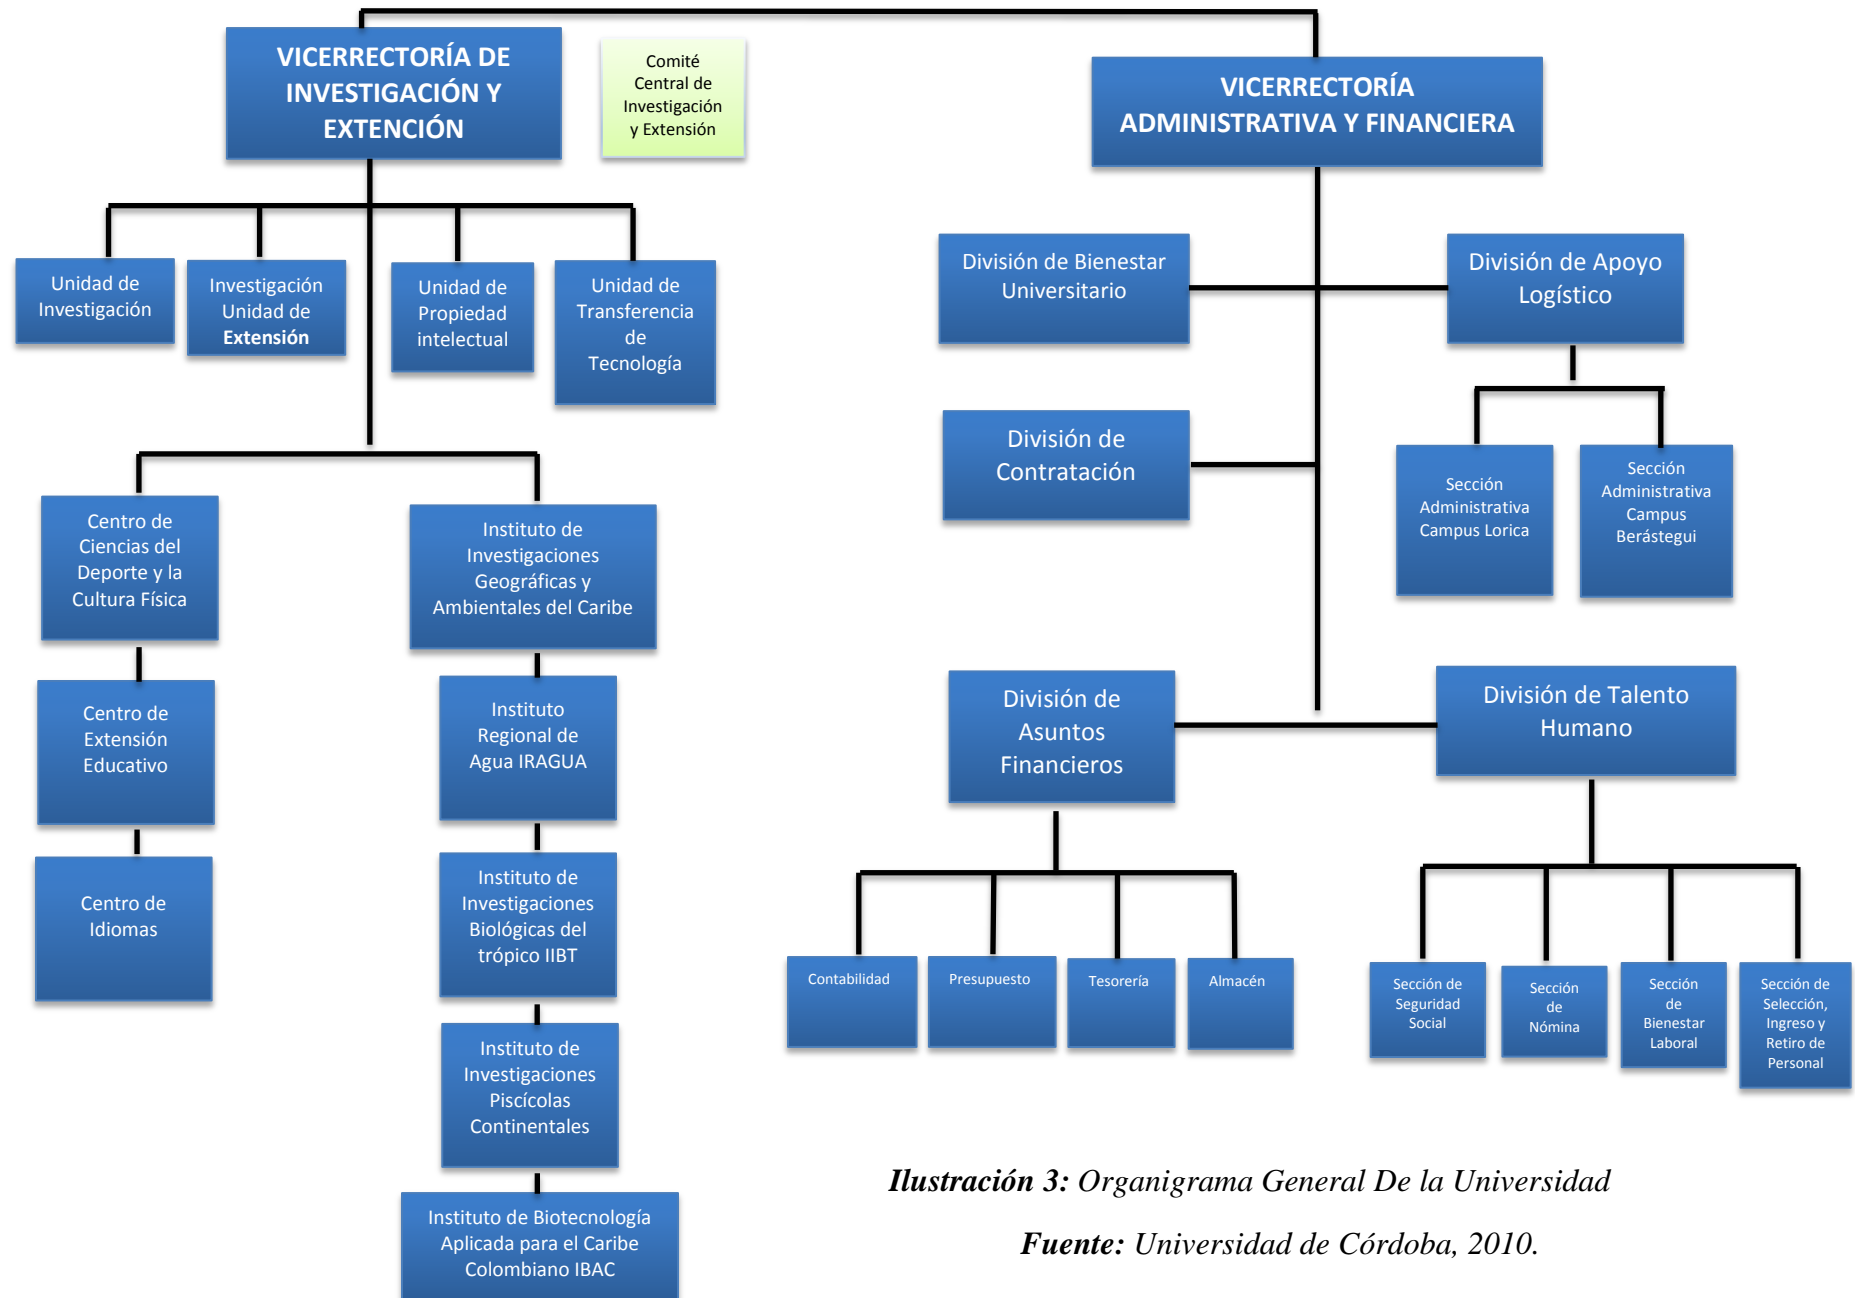 VICERRECTORÍA DE
INVESTIGACIÓN Y
EXTENCIÓN
Comité
Central de
Investigación
y Extensión
VICERRECTORÍA
ADMINISTRATIVA Y FINANCIERA
Unidad de
Investigación
Investigación
Unidad de
Extensión
Unidad de
Propiedad
intelectual
Unidad de
Transferencia
de
Tecnología
División de Bienestar
Universitario
División de Apoyo
Logístico
División de
Contratación
Sección
Administrativa
Campus Lorica
Sección
Administrativa
Campus
Berástegui
Centro de
Ciencias del
Deporte y la
Cultura Física
Instituto de
Investigaciones
Geográficas y
Ambientales del Caribe
Centro de
Extensión
Educativo
Instituto
Regional de
Agua IRAGUA
División de
Asuntos
Financieros
División de Talento
Humano
Centro de
Idiomas
Instituto de
Investigaciones
Biológicas del
trópico IIBT
Contabilidad
Presupuesto
Tesorería
Almacén
Sección de
Seguridad
Social
Sección
de
Nómina
Sección
de
Bienestar
Laboral
Sección de
Selección,
Ingreso y
Retiro de
Personal
Instituto de
Investigaciones
Piscícolas
Continentales
Instituto de Biotecnología
Aplicada para el Caribe
Colombiano IBAC
Ilustración 3: Organigrama General De la Universidad
Fuente: Universidad de Córdoba, 2010.